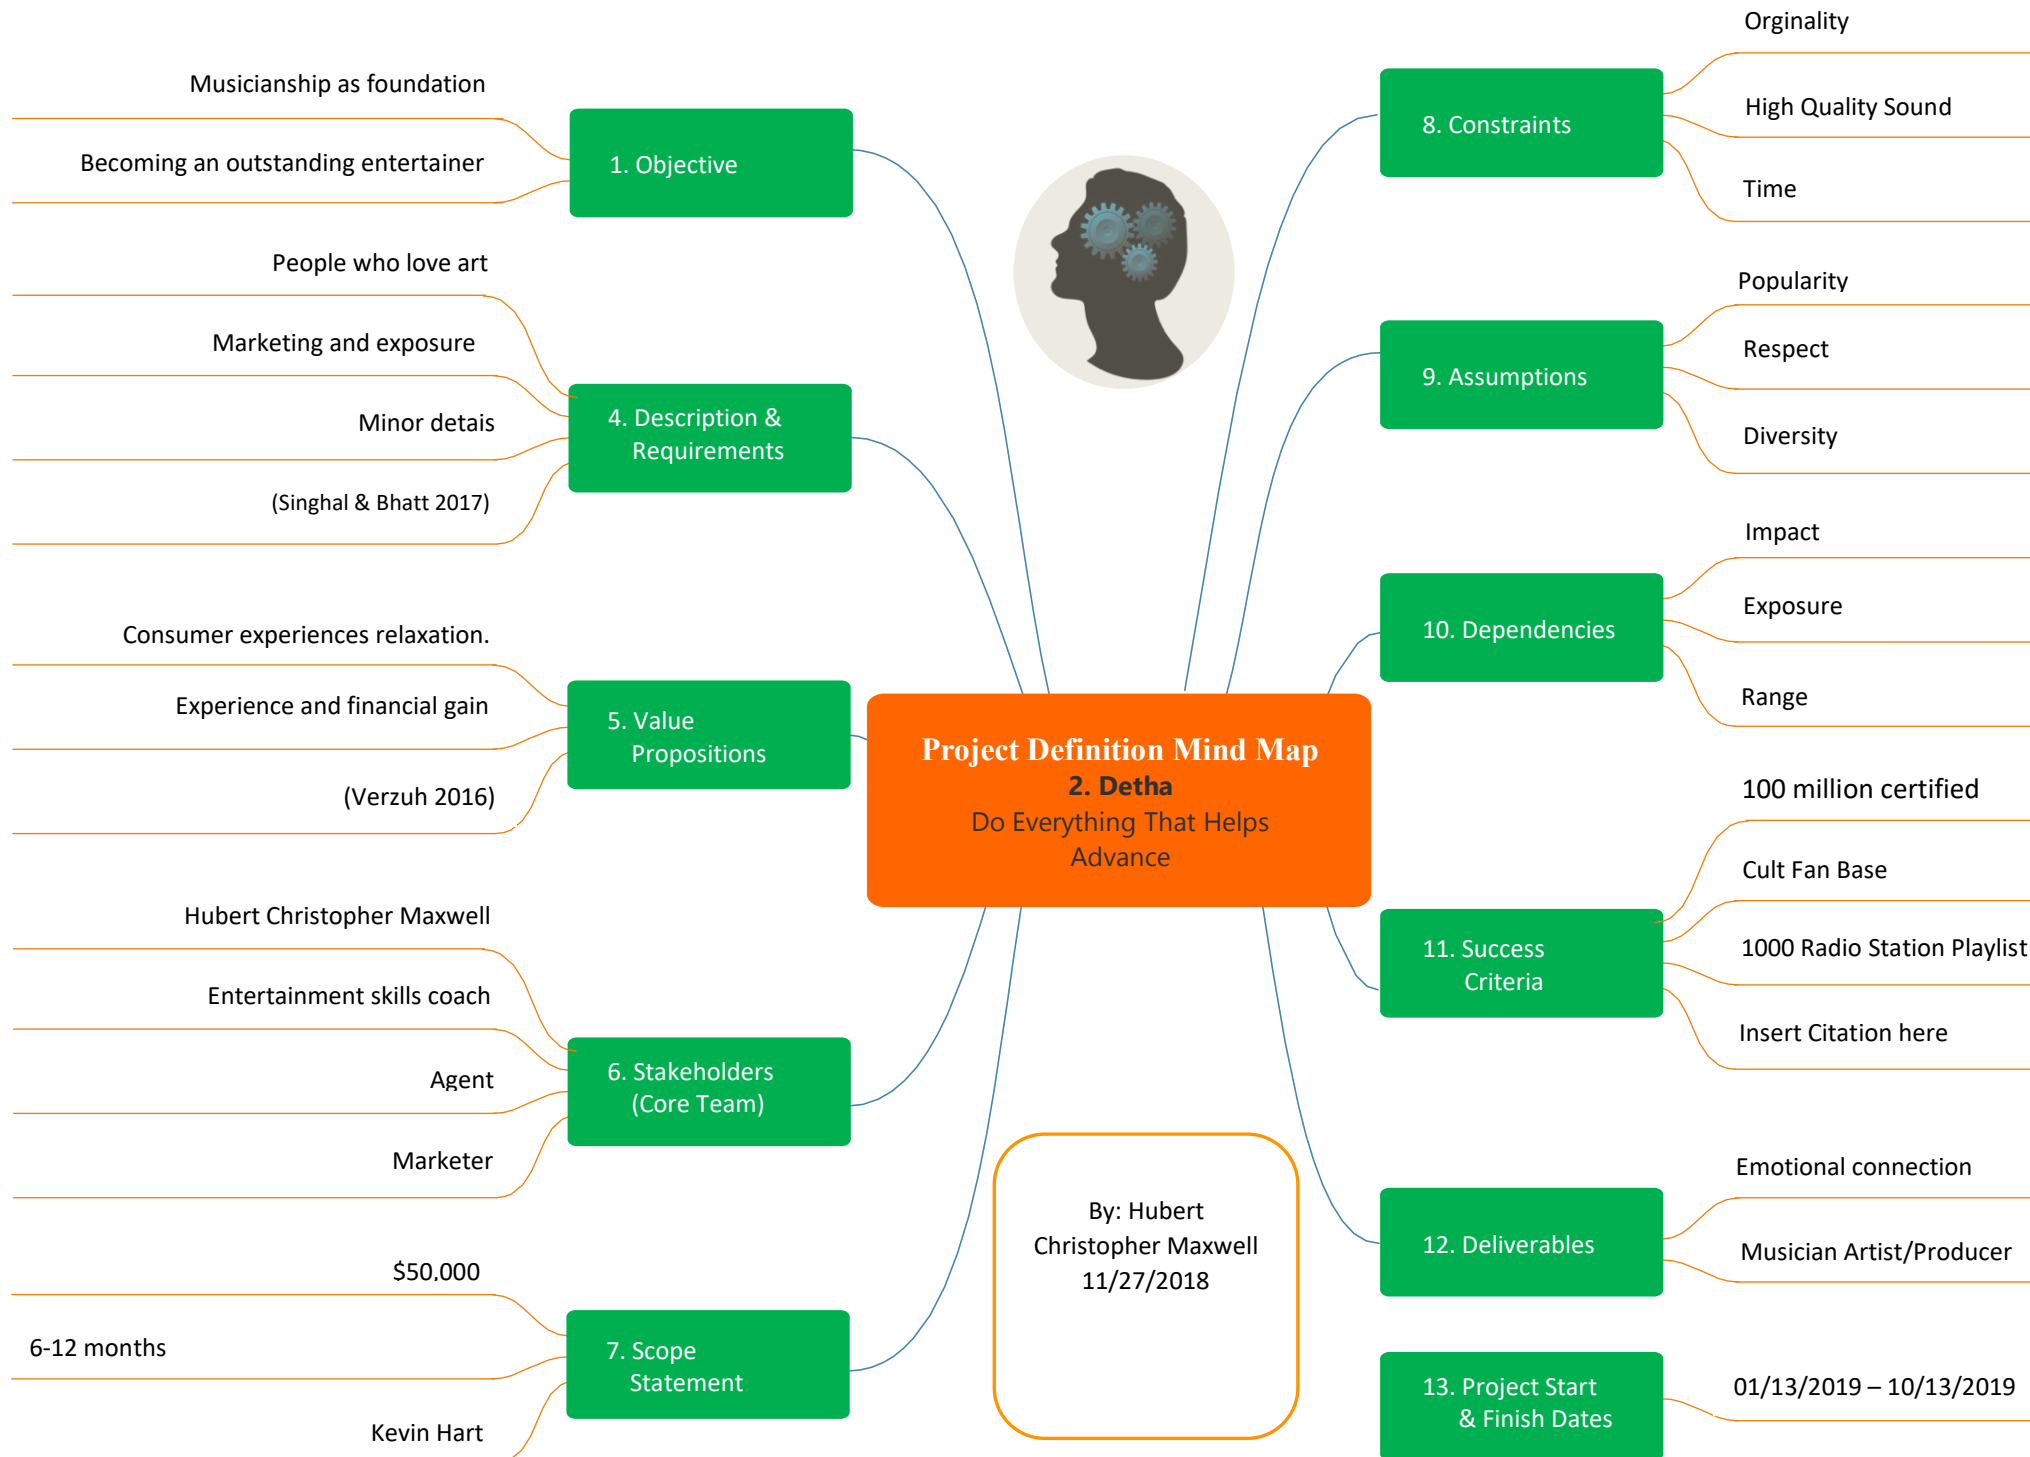 Musicianship as foundation
Becoming an outstanding entertainer
1. Objective
People who love art
Marketing and exposure
Minor detais
(Singhal & Bhatt 2017)
4. Description &
Requirements
Consumer experiences relaxation.
Experience and financial gain
(Verzuh 2016)
5. Value
Propositions
Hubert Christopher Maxwell
Entertainment skills coach
Agent
Marketer
6. Stakeholders
(Core Team)
$50,000
6-12 months
Kevin Hart
7. Scope
Statement
Project Definition Mind Map
2. Detha
Do Everything That Helps
Advance
By: Hubert
Christopher Maxwell
11/27/2018
8. Constraints
Orginality
High Quality Sound
Time
9. Assumptions
Popularity
Respect
Diversity
10. Dependencies
Impact
Exposure
Range
11. Success
Criteria
100 million certified
Cult Fan Base
1000 Radio Station Playlist
Insert Citation here
12. Deliverables
Emotional connection
Musician Artist/Producer
13. Project Start
& Finish Dates
01/13/2019 – 10/13/2019